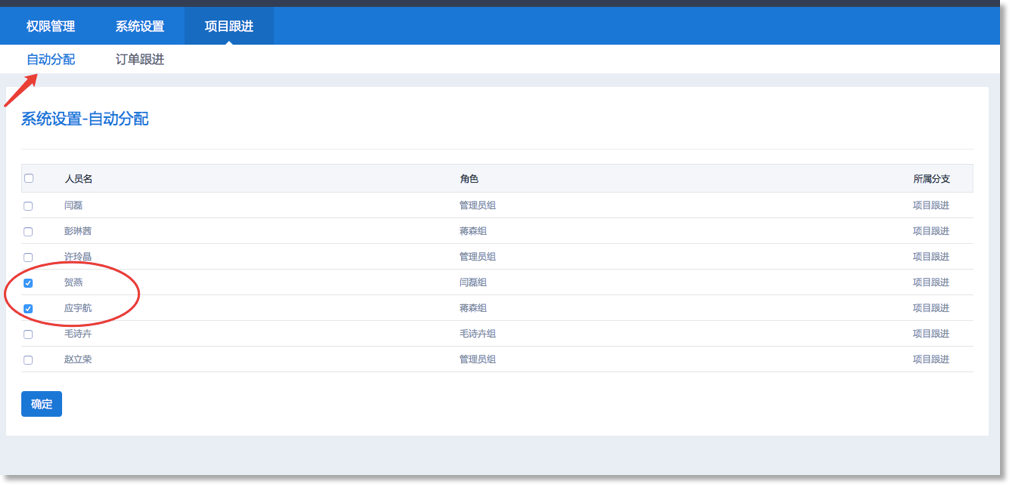 权限管理 系统设置 项目跟进
自动分配 订单跟进
系统设置-自动分配
人员名 角色 所属分支
闫磊 管理员组 项目跟进
彭琳茜 蒋森组 项目跟进
许玲晶 管理员组 项目跟进
贺燕 闫磊组 项目跟进
应宇航 蒋森组 项目跟进
毛诗卉 毛诗卉组 项目跟进
赵立荣 管理员组 项目跟进
确定